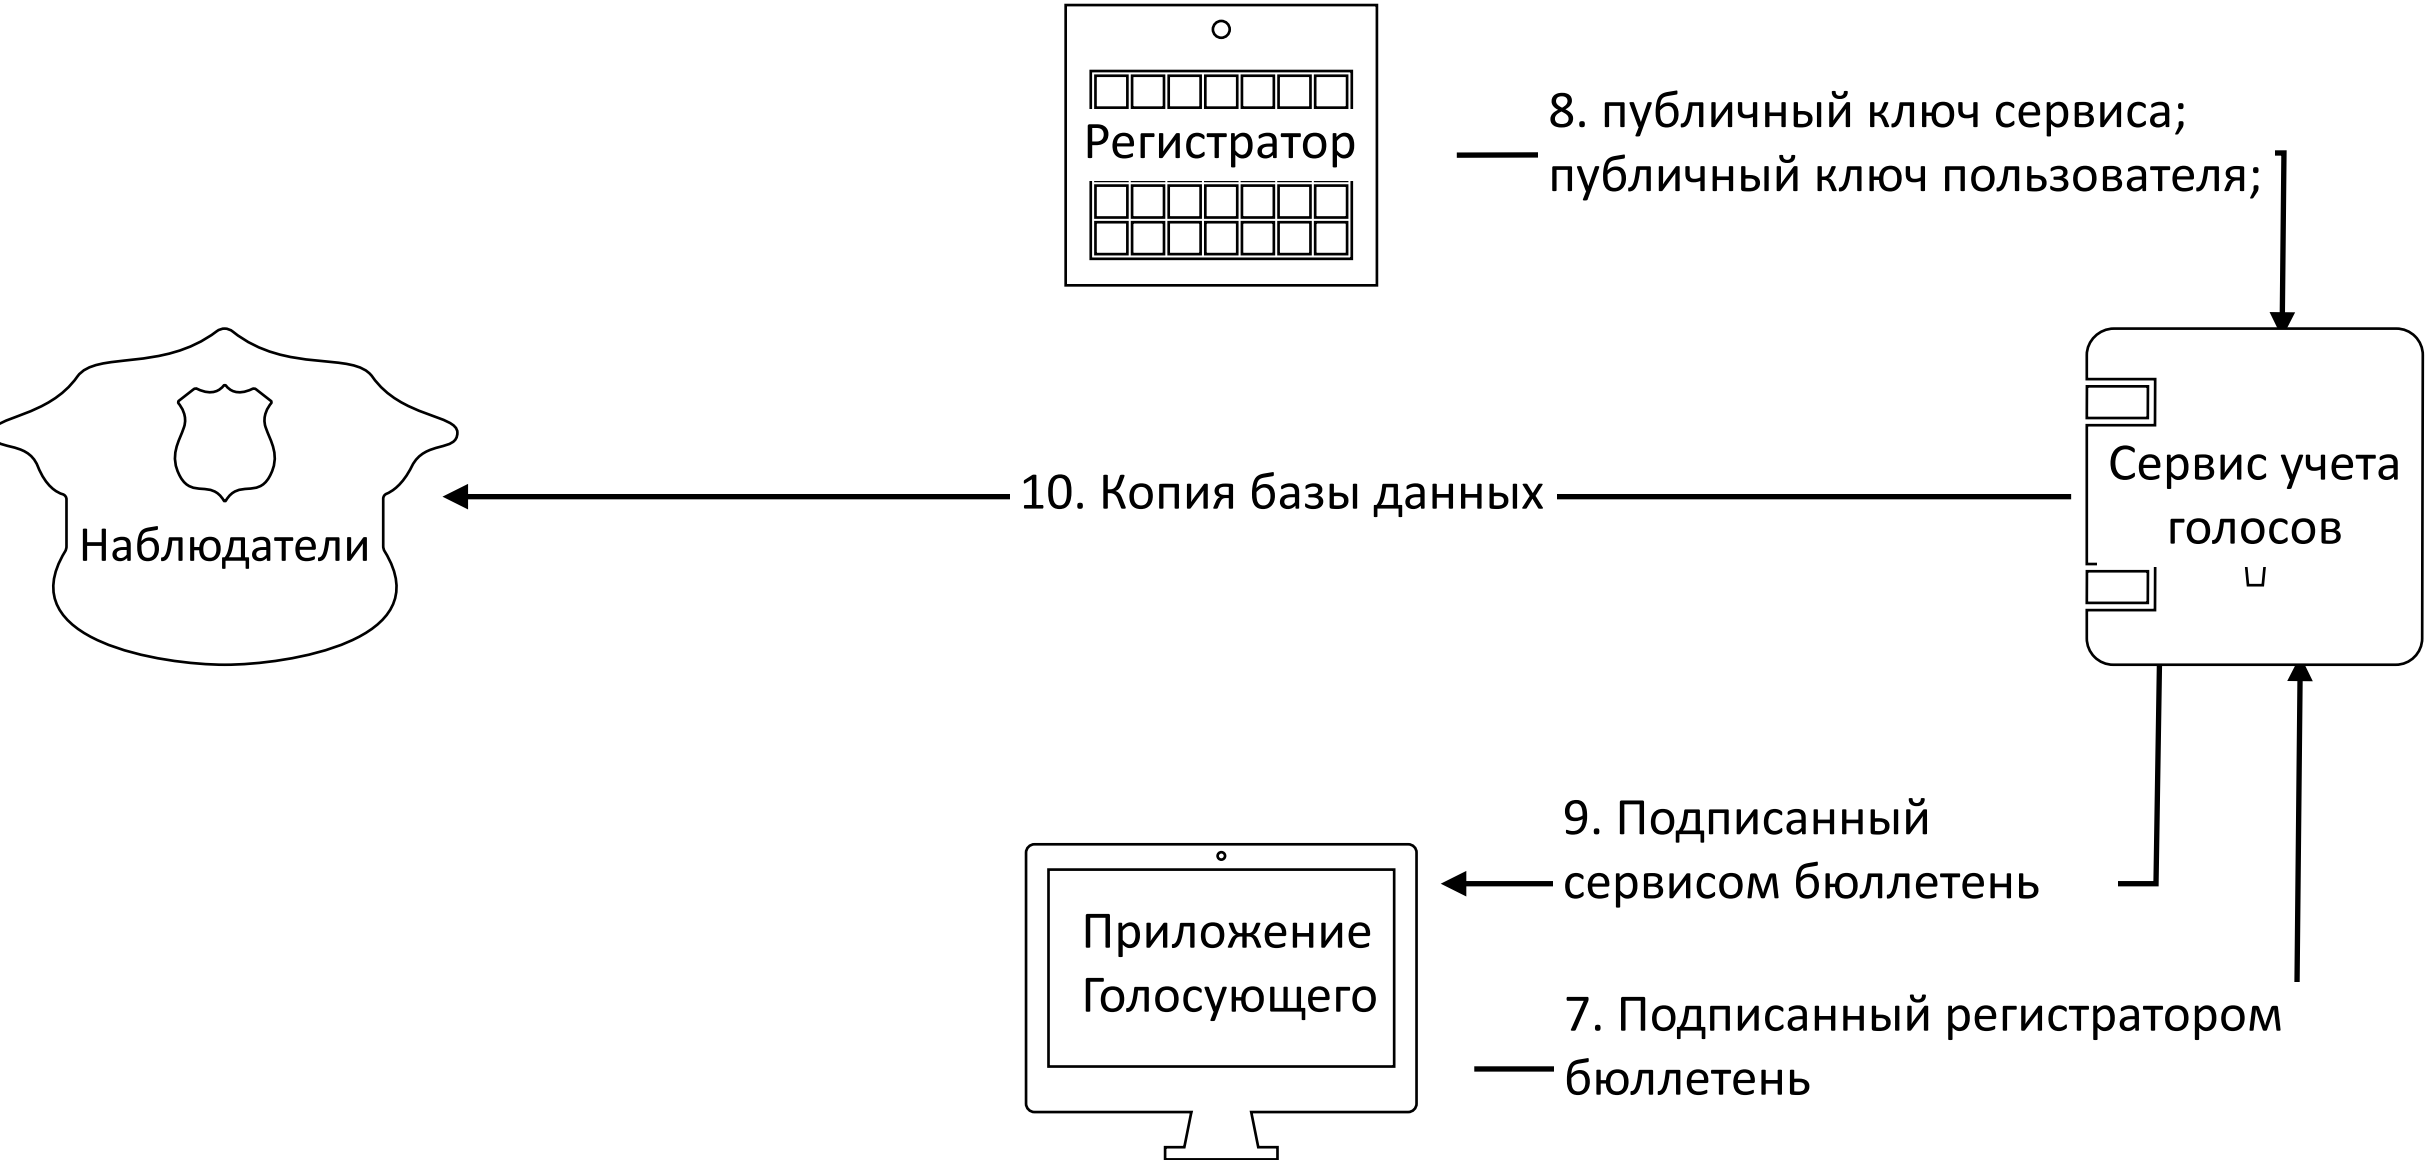 Регистратор
8. публичный ключ сервиса;
публичный ключ пользователя;
Наблюдатели
10. Копия базы данных
Сервис учета
голосов
9. Подписанный
сервисом бюллетень
Приложение
Голосующего
7. Подписанный регистратором
бюллетень